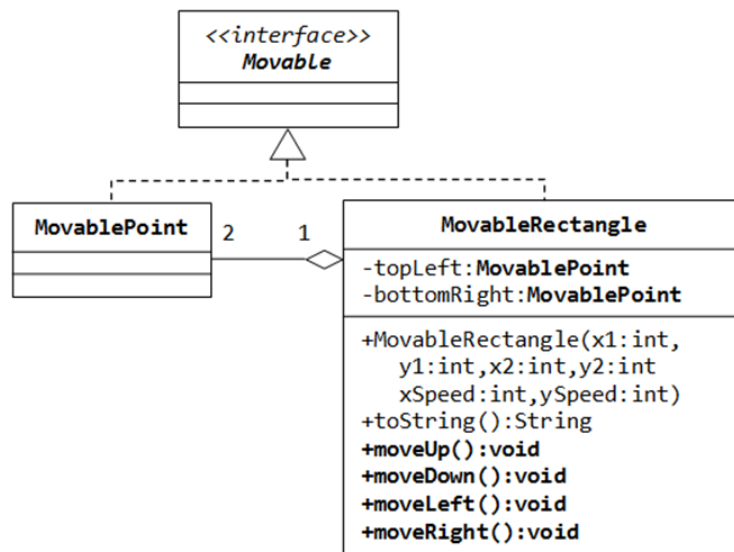 <<interface>>
Movable
MovablePoint
2
1
MovableRectangle
-topLeft:MovablePoint
-bottomRight:MovablePoint
+MovableRectangle(x1:int,
y1:int,x2:int,y2:int
xSpeed:int,ySpeed:int)
+toString():String
+moveUp():void
+moveDown():void
+moveLeft():void
+moveRight():void